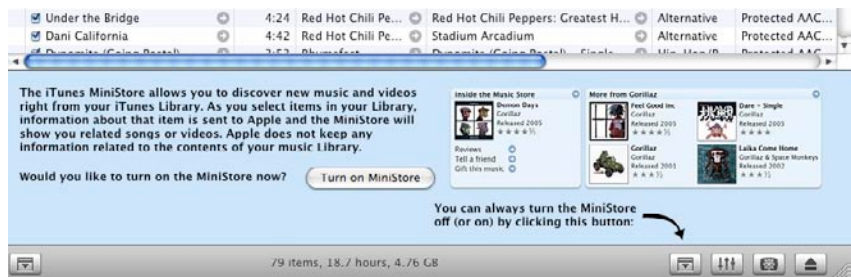 Under the Bridge 4:24 Red Hot Chili Pe... Red Hot Chili Peppers: Greatest H... Alternative Protected AAC...
Dani California 4:42 Red Hot Chili Pe... Stadium Arcadium Alternative Protected AAC...
The iTunes MiniStore allows you to discover new music and videos
right from your iTunes Library. As you select items in your Library,
information about that item is sent to Apple and the MiniStore will
show you related songs or videos. Apple does not keep any
information related to the contents of your music Library.
Would you like to turn on the MiniStore now? Turn on MiniStore
Inside the Music Store
Demon Days
Gorillaz
Released 2005
Reviews
Tell a friend
Gift this music
More from Gorillaz
Feel Good Inc
Gorillaz
Released 2005
Dare - Single
Gorillaz
Released 2005
Gorillaz
Gorillaz
Released 2001
Laika Come Home
Gorillaz & Space Monkeys
Released 2002
You can always turn the MiniStore
off (or on) by clicking this button:
79 items, 18.7 hours, 4.76 GB